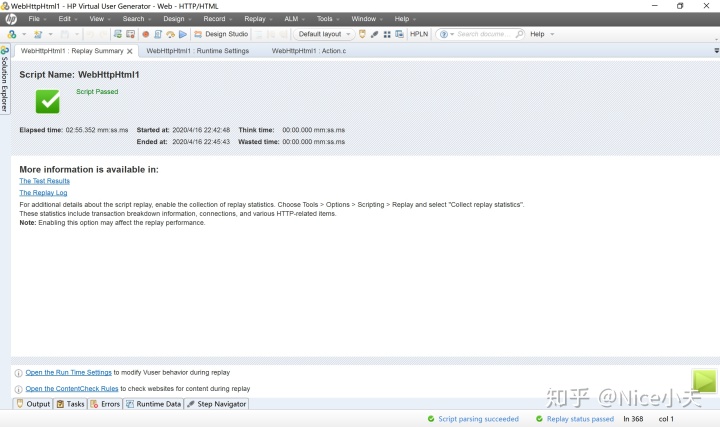 WebHttpHtml1 - HP Virtual User Generator - Web - HTTP/HTML
File Edit View Search Design Record Replay ALM Tools Window Help
Design Studio Default layout HPLN Search docume... Help
WebHttpHtml1 : Replay Summary WebHttpHtml1 : Runtime Settings WebHttpHtml1 : Action.c
Solution Explorer
Script Name: WebHttpHtml1
Script Passed
Elapsed time: 02:55.352 mm:ss.ms Started at: 2020/4/16 22:42:48 Think time: 00:00.000 mm:ss.ms
Ended at: 2020/4/16 22:45:43 Wasted time: 00:00.000 mm:ss.ms
More information is available in:
The Test Results
The Replay Log
For additional details about the script replay, enable the collection of replay statistics. Choose Tools > Options > Scripting > Replay and select "Collect replay statistics".
These statistics include transaction breakdown information, connections, and various HTTP-related items.
Note: Enabling this option may affect the replay performance.
Open the Run Time Settings to modify Vuser behavior during replay
Open the ContentCheck Rules to check websites for content during replay
知乎 @Nice小天
Output Tasks Errors Runtime Data Step Navigator
Script parsing succeeded Replay status passed ln 368 col 1